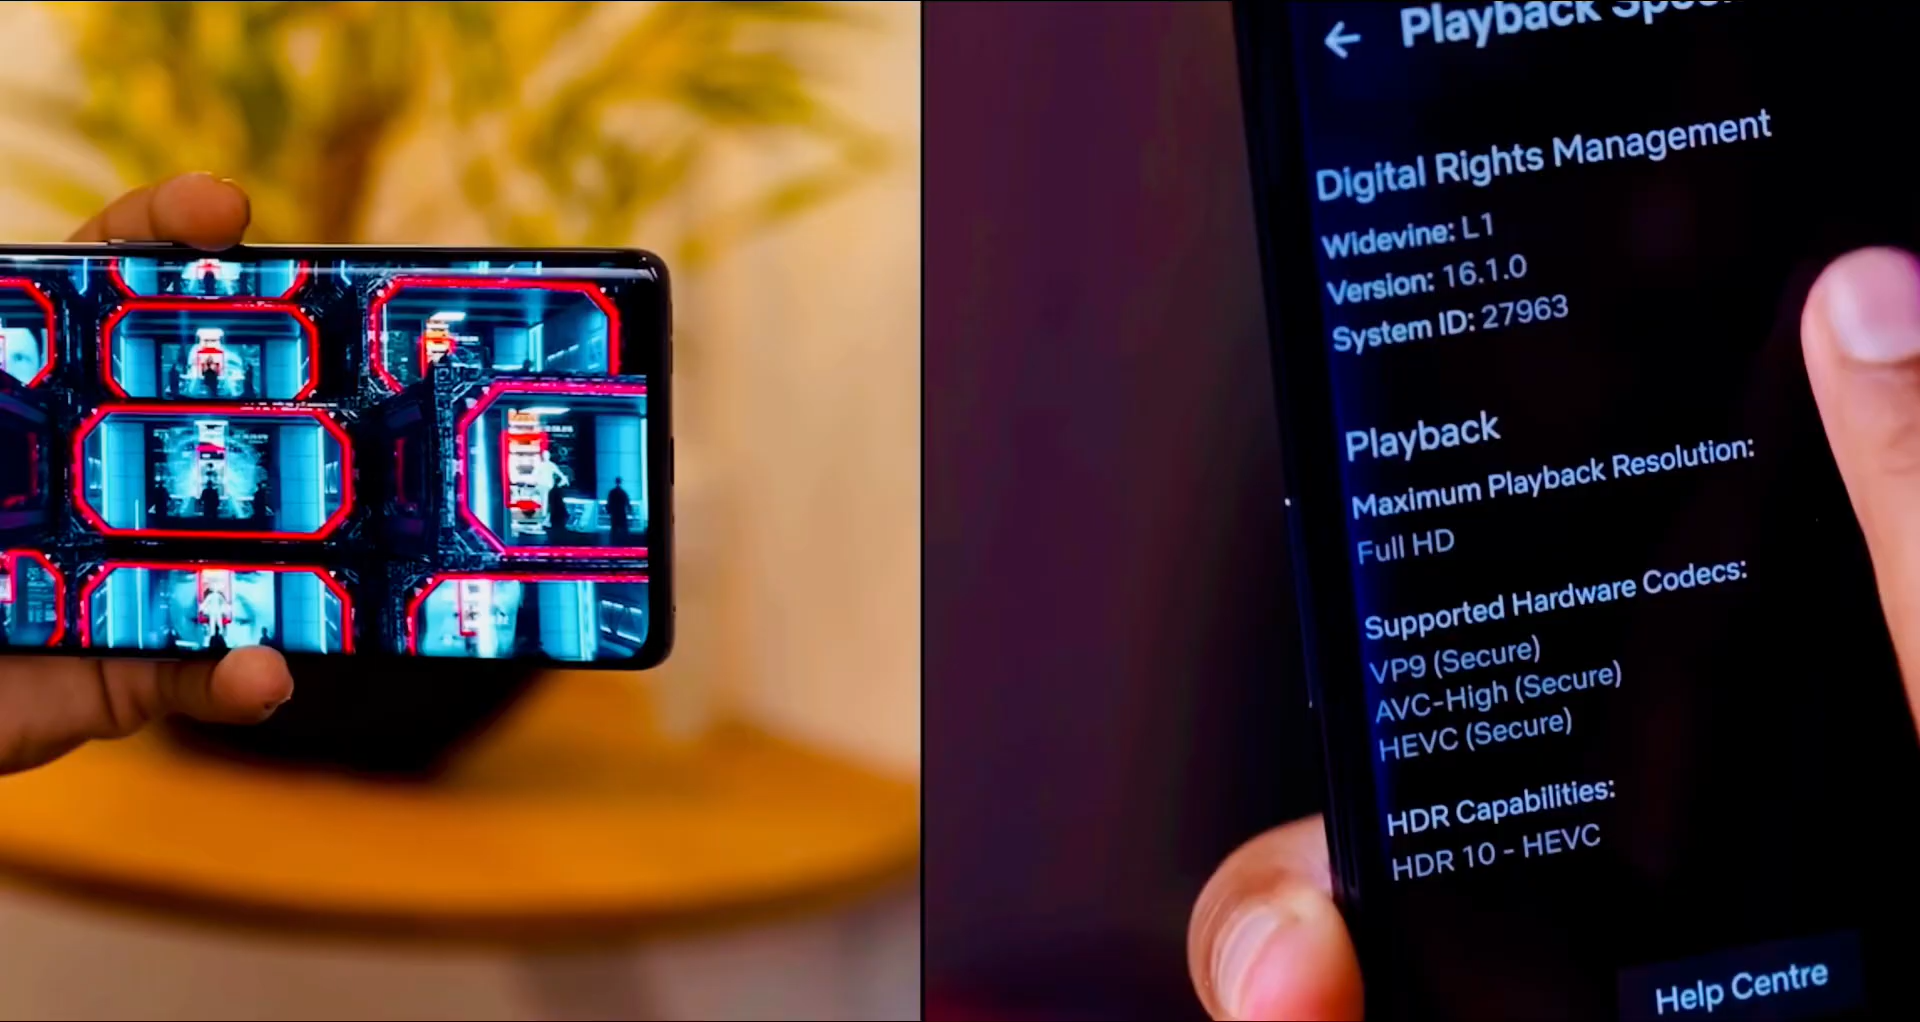 Playback
Digital Rights Management
Widevine: L1
Version: 16.1.0
System ID: 27963
Playback
Maximum Playback Resolution:
Full HD
Supported Hardware Codecs:
VP9 (Secure)
AVC-High (Secure)
HEVC (Secure)
HDR Capabilities:
HDR 10 - HEVC
Help Centre